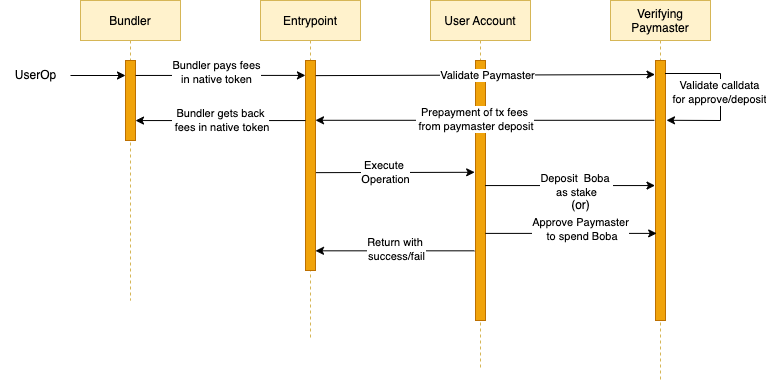 Bundler
Entrypoint
User Account
Verifying
Paymaster
UserOp
Bundler pays fees
in native token
Validate Paymaster
Validate calldata
for approve/deposit
Bundler gets back
fees in native token
Prepayment of tx fees
from paymaster deposit
Execute
Operation
Deposit Boba
as stake
(or)
Approve Paymaster
to spend Boba
Return with
success/fail